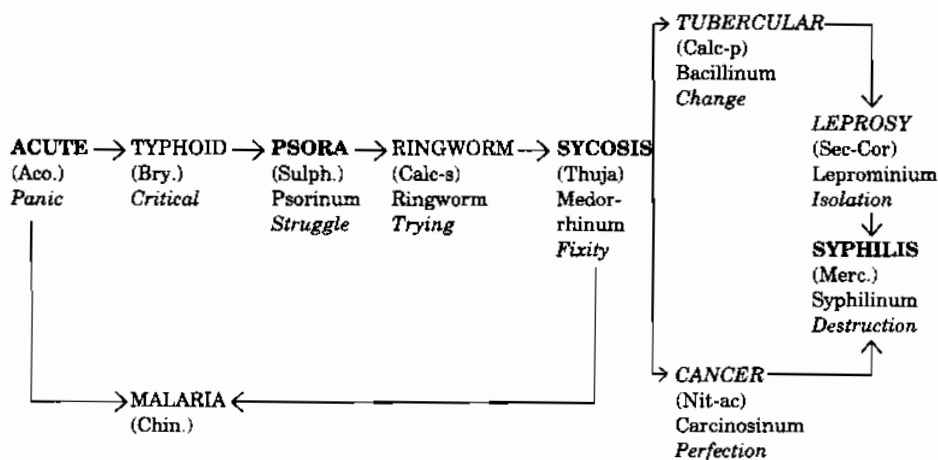 TUBERCULAR
(Calc-p)
Bacillinum
Change
ACUTE
(Aco.)
Panic
TYPHOID
(Bry.)
Critical
PSORA
(Sulph.)
Psorinum
Struggle
RINGWORM
(Calc-s)
Ringworm
Trying
SYCOSIS
(Thuja)
Medor-
rhinum
Fixity
LEPROSY
(Sec-Cor)
Leprominium
Isolation
SYPHILIS
(Merc.)
Syphilinum
Destruction
MALARIA
(Chin.)
CANCER
(Nit-ac)
Carcinosinum
Perfection